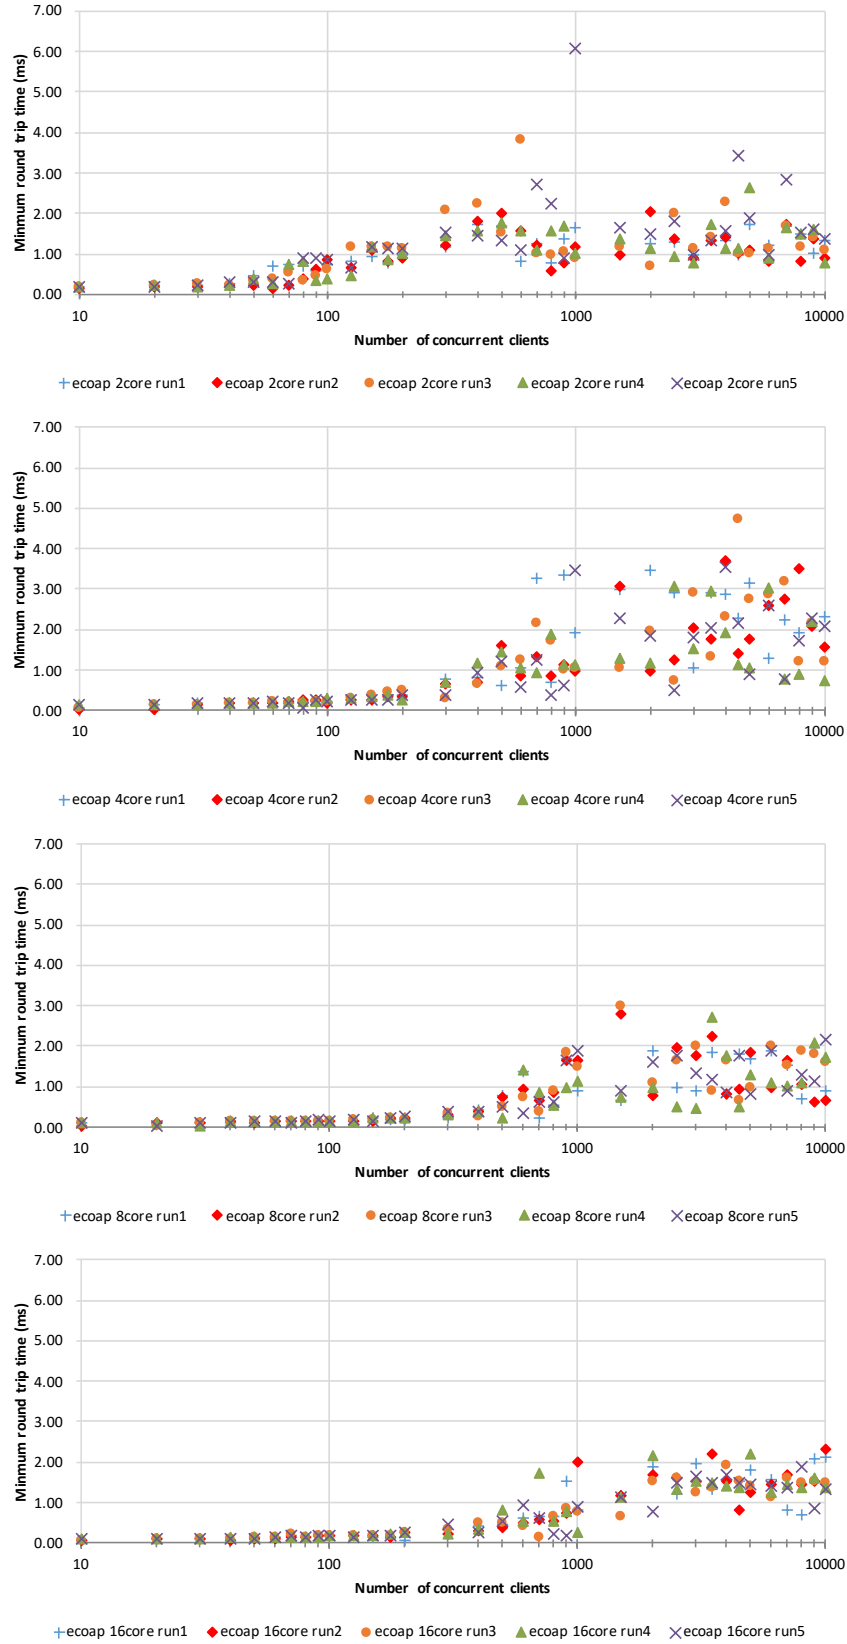 7.00
6.00
5.00
4.00
3.00
2.00
1.00
0.00
Minmum round trip time (ms)
10 100 1000 10000
Number of concurrent clients
ecoap 2core run1 ecoap 2core run2 ecoap 2core run3 ecoap 2core run4 ecoap 2core run5
7.00
6.00
5.00
4.00
3.00
2.00
1.00
0.00
Minmum round trip time (ms)
10 100 1000 10000
Number of concurrent clients
ecoap 4core run1 ecoap 4core run2 ecoap 4core run3 ecoap 4core run4 ecoap 4core run5
7.00
6.00
5.00
4.00
3.00
2.00
1.00
0.00
Minmum round trip time (ms)
10 100 1000 10000
Number of concurrent clients
ecoap 8core run1 ecoap 8core run2 ecoap 8core run3 ecoap 8core run4 ecoap 8core run5
7.00
6.00
5.00
4.00
3.00
2.00
1.00
0.00
Minmum round trip time (ms)
10 100 1000 10000
Number of concurrent clients
ecoap 16core run1 ecoap 16core run2 ecoap 16core run3 ecoap 16core run4 ecoap 16core run5